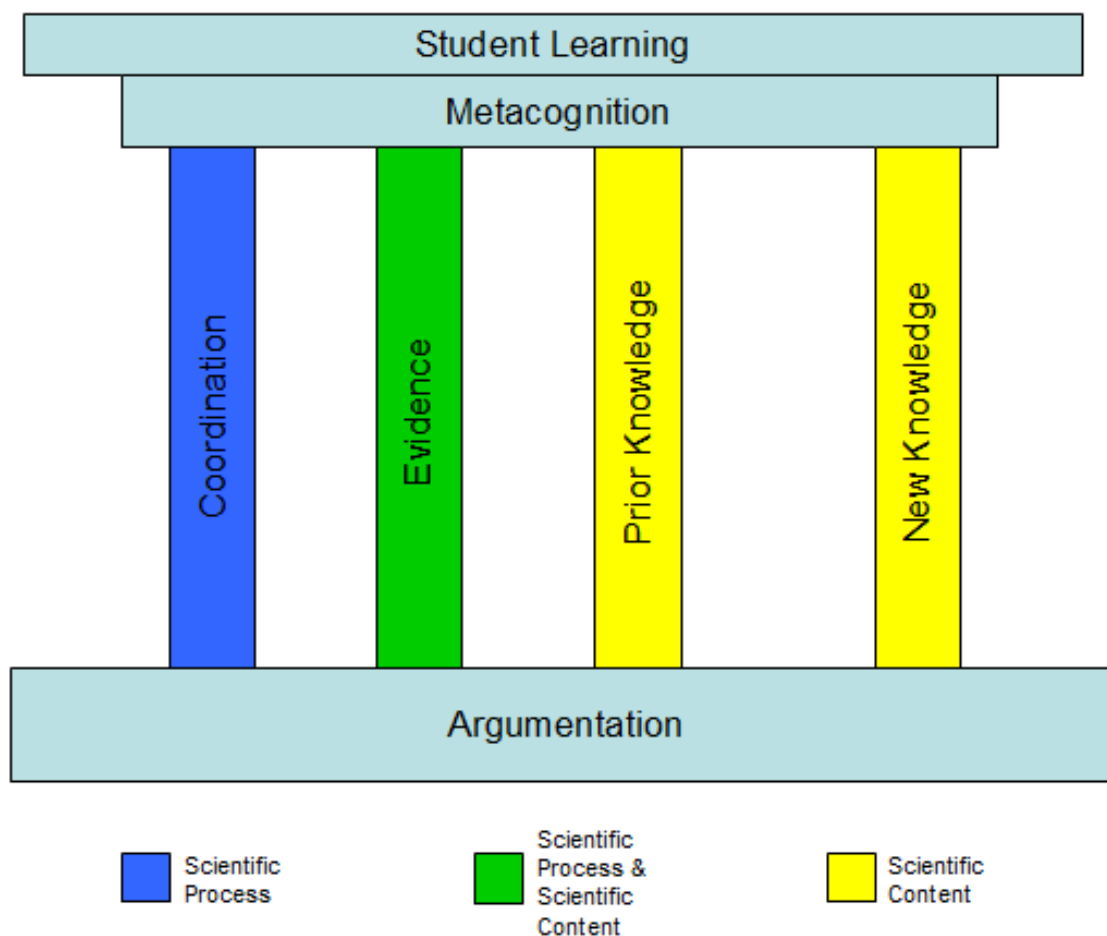 Student Learning
Metacognition
Coordination
Evidence
Prior Knowledge
New Knowledge
Argumentation
Scientific
Process
Scientific
Process &
Scientific
Content
Scientific
Content